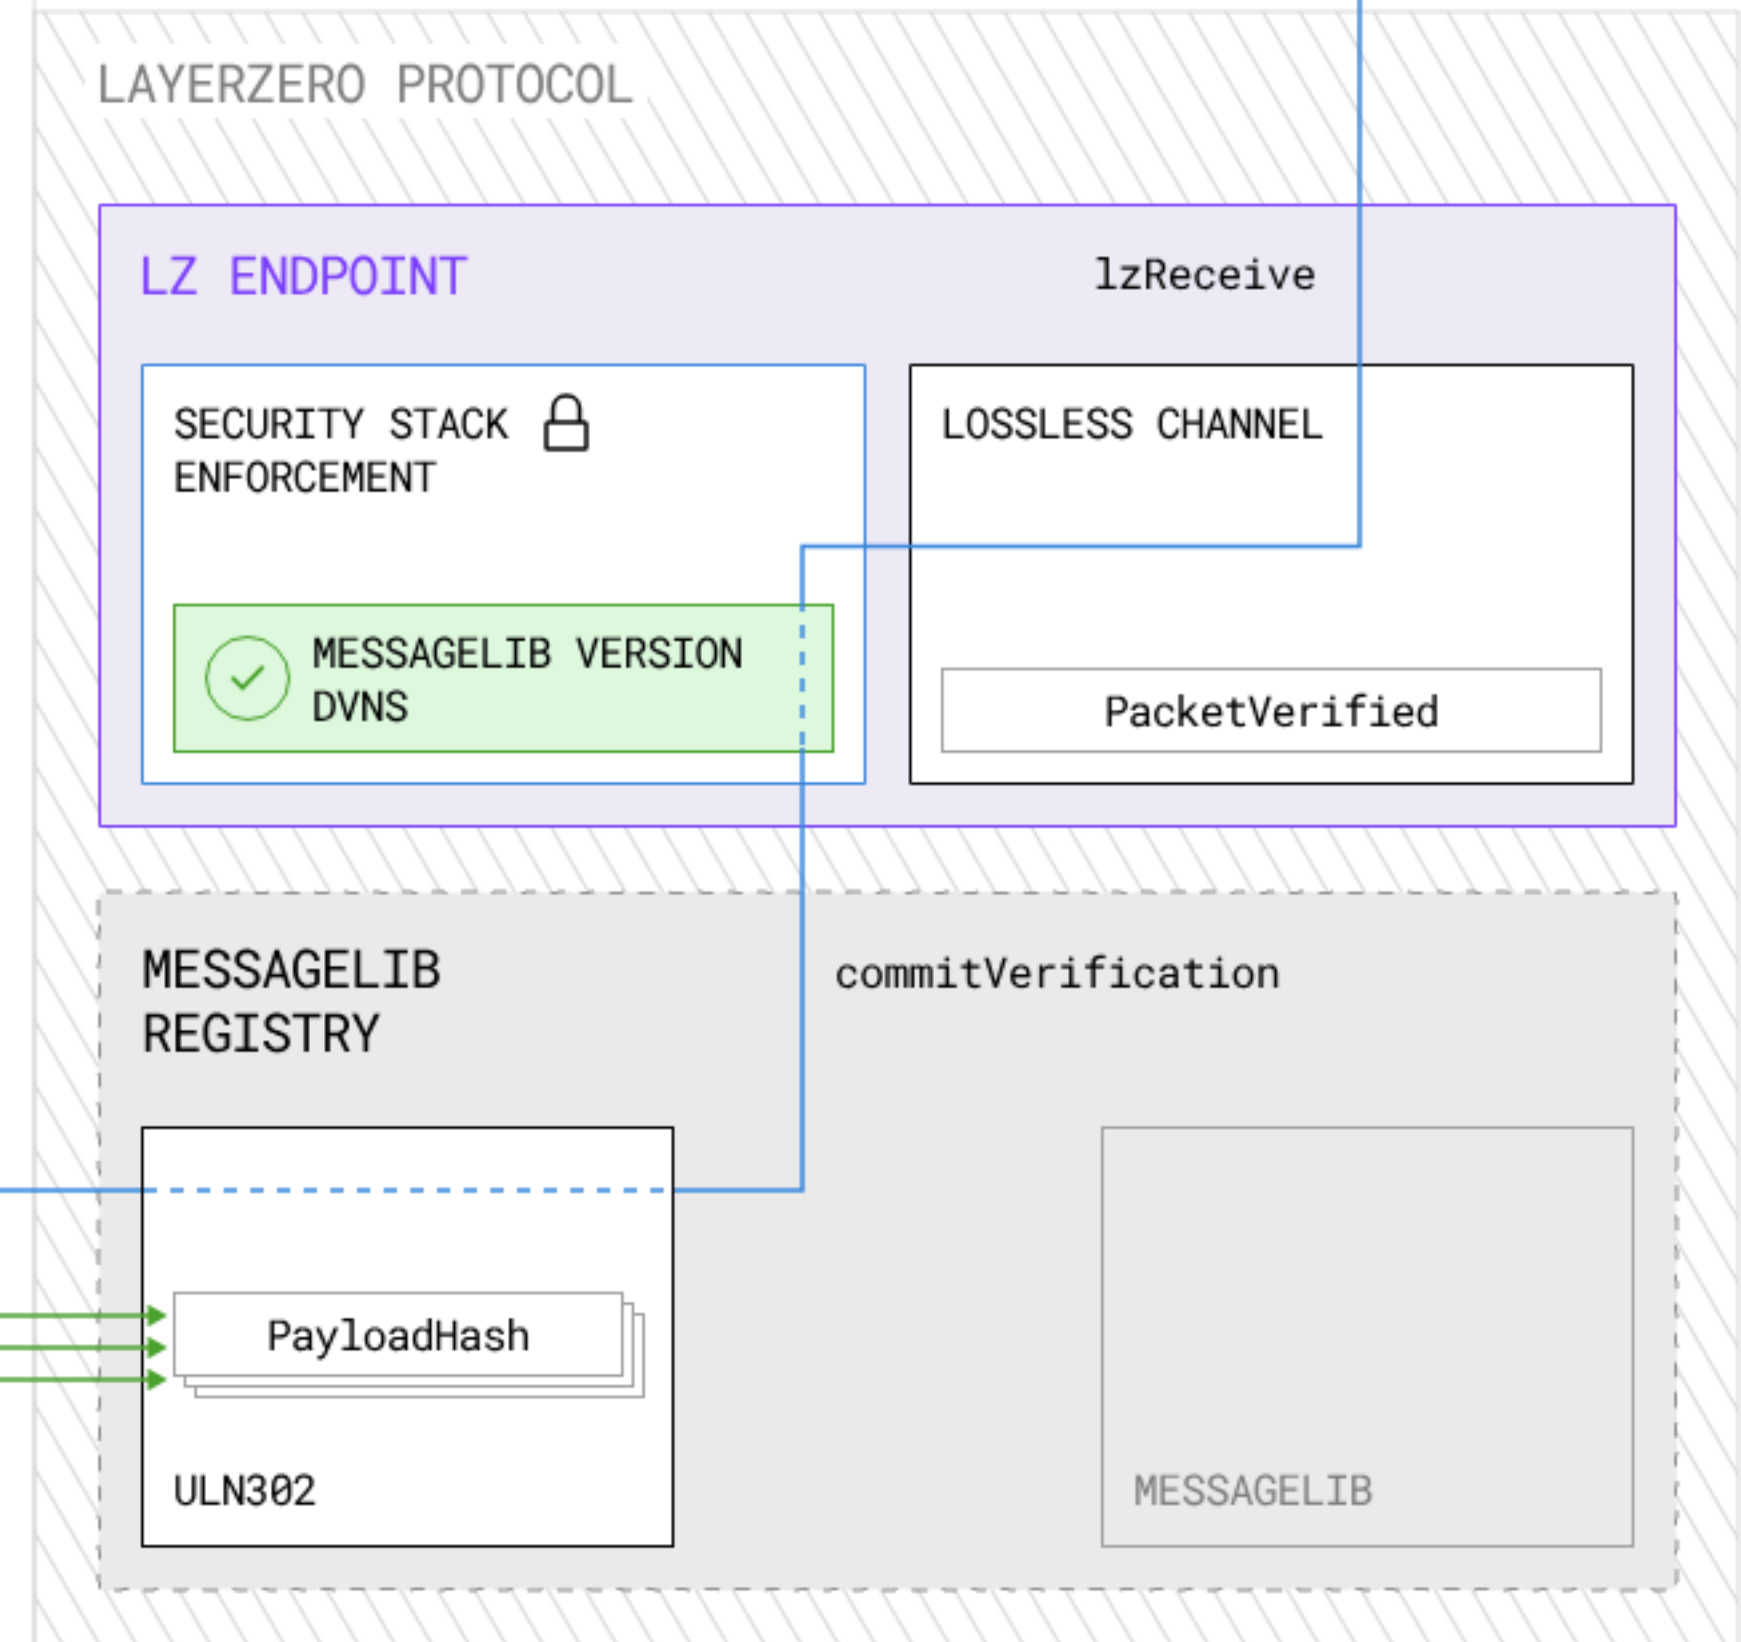 LAYERZERO PROTOCOL
LZ ENDPOINT
lzReceive
SECURITY STACK
ENFORCEMENT
MESSAGELIB VERSION
DVNS
LOSSLESS CHANNEL
PacketVerified
MESSAGELIB
REGISTRY
commitVerification
PayloadHash
ULN302
MESSAGELIB